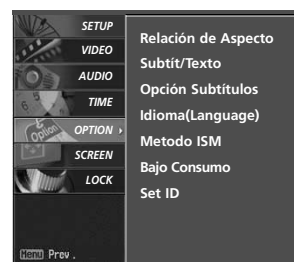 SETUP
VIDEO
AUDIO
TIME
OPTION
SCREEN
LOCK
Menu Prev.
Relación de Aspecto
Subtít/Texto
Opción Subtítulos
Idioma(Language)
Metodo ISM
Bajo Consumo
Set ID